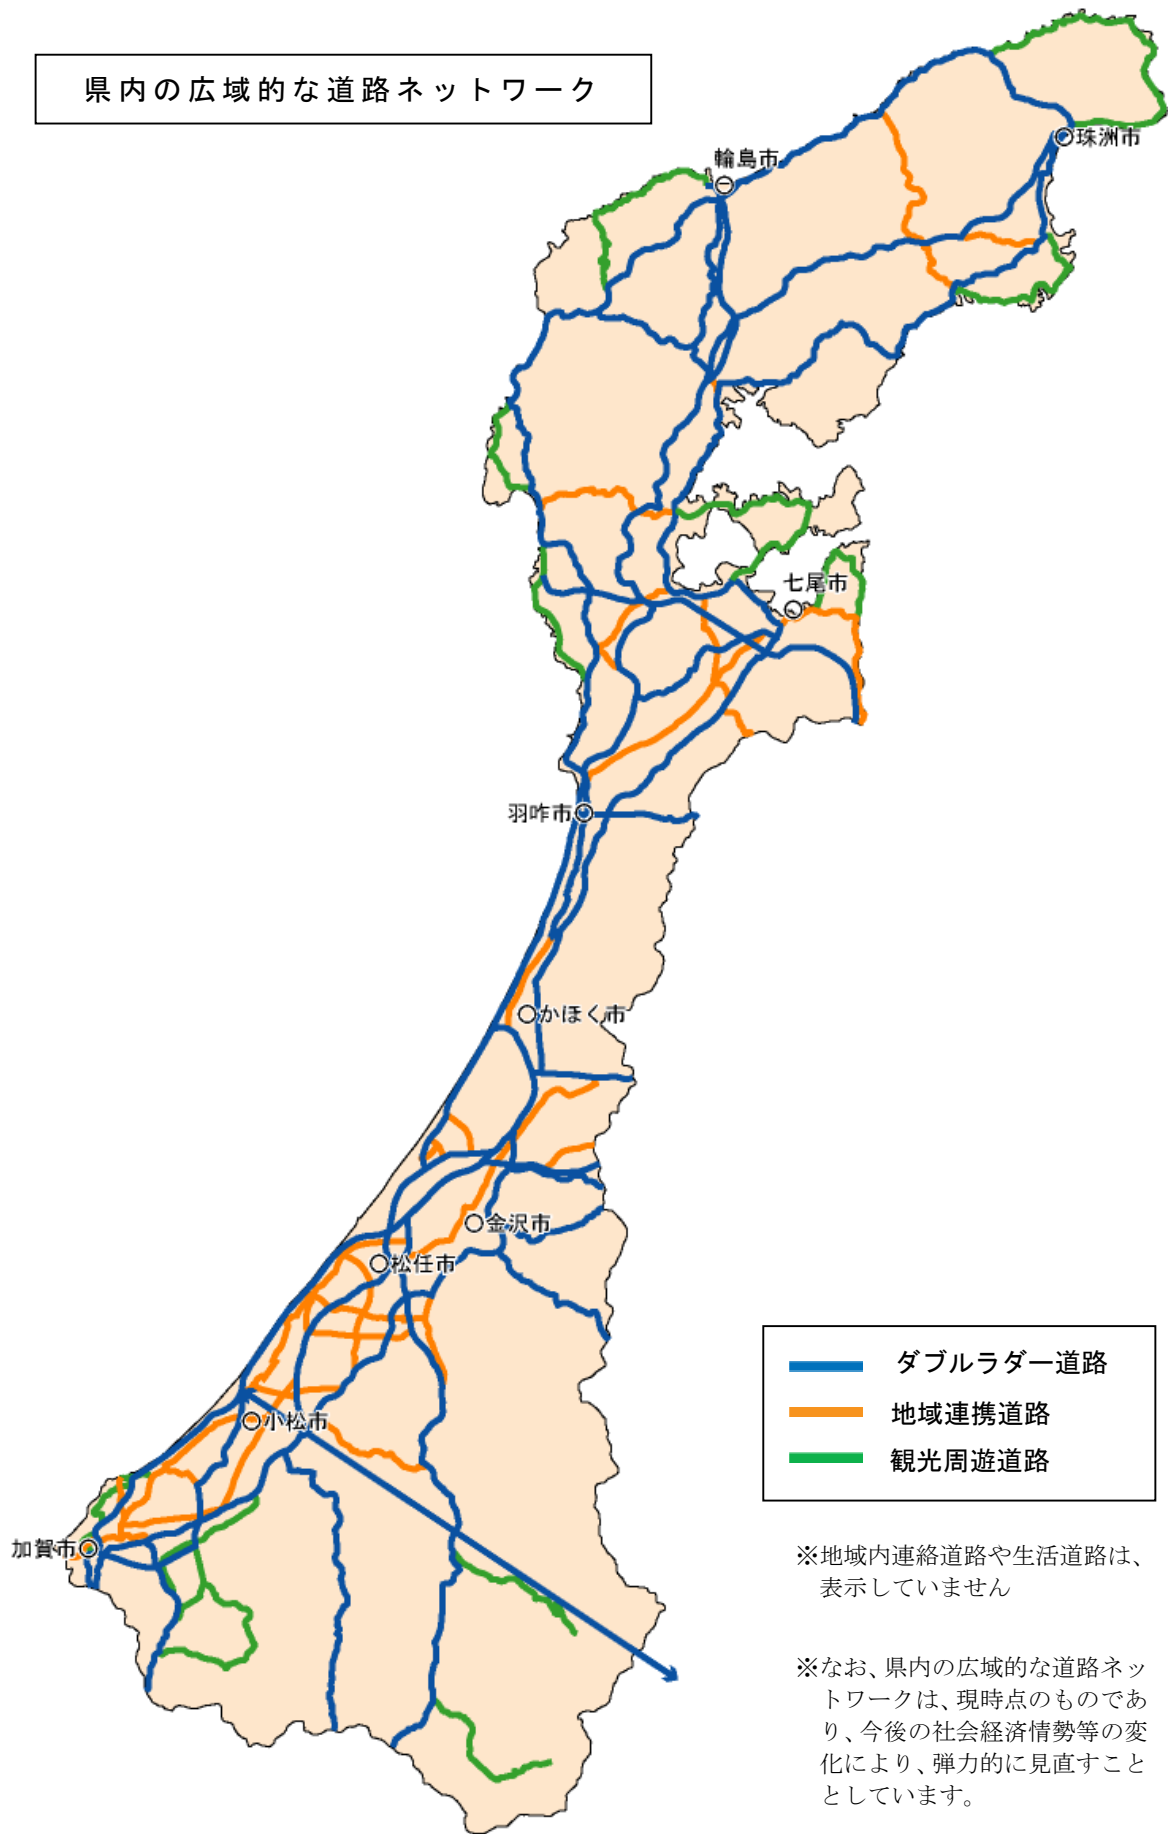 県内の広域的な道路ネットワーク
珠洲市
輪島市
七尾市
羽咋市
かほく市
金沢市
松任市
小松市
加賀市
ダブルラダー道路
地域連携道路
観光周遊道路
※地域内連絡道路や生活道路は、
表示していません
※なお、県内の広域的な道路ネッ
トワークは、現時点のものであ
り、今後の社会経済情勢等の変
化により、弾力的に見直すこと
としています。